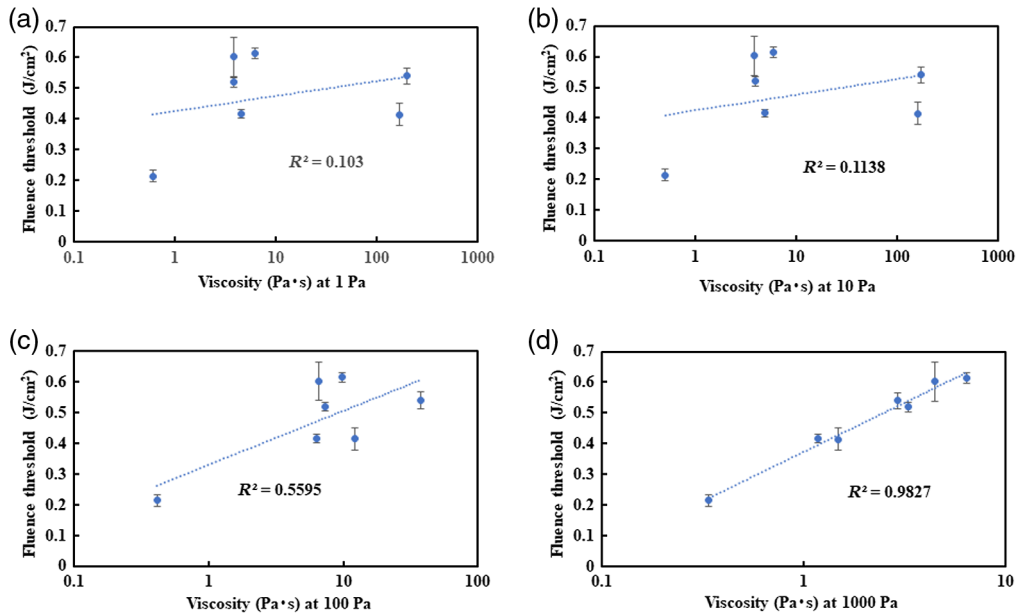 (a)
Fluence threshold (J/cm²)
0.7
0.6
0.5
0.4
0.3
0.2
0.1
0
R² = 0.103
0.1 1 10 100 1000
Viscosity (Pa·s) at 1 Pa
(b)
Fluence threshold (J/cm²)
0.7
0.6
0.5
0.4
0.3
0.2
0.1
0
R² = 0.1138
0.1 1 10 100 1000
Viscosity (Pa·s) at 10 Pa
(c)
Fluence threshold (J/cm²)
0.7
0.6
0.5
0.4
0.3
0.2
0.1
0
R² = 0.5595
0.1 1 10 100
Viscosity (Pa·s) at 100 Pa
(d)
Fluence threshold (J/cm²)
0.7
0.6
0.5
0.4
0.3
0.2
0.1
0
R² = 0.9827
0.1 1 10
Viscosity (Pa·s) at 1000 Pa